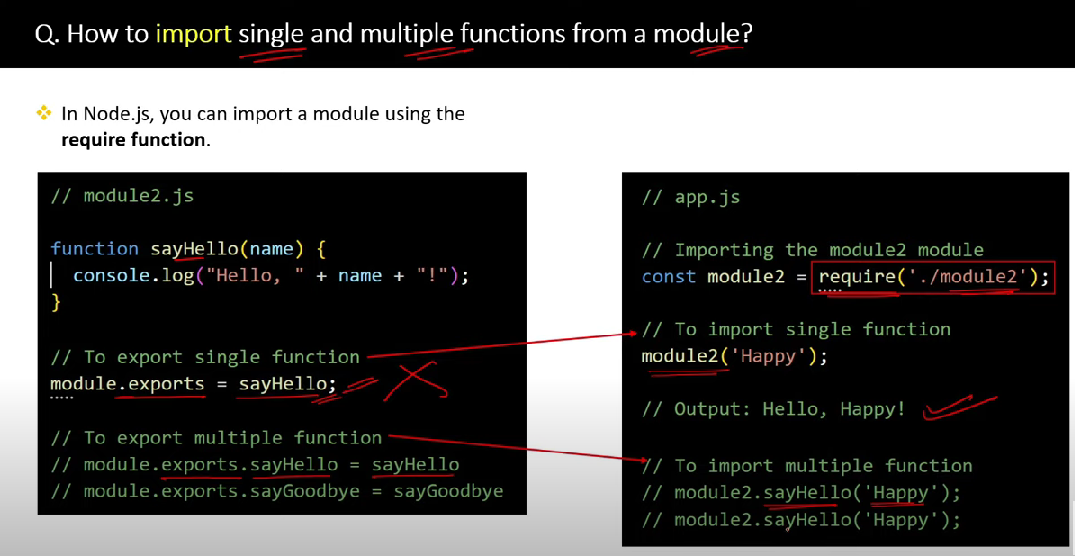 Q. How to import single and multiple functions from a module?
❖ In Node.js, you can import a module using the
require function.
// module2.js
function sayHello(name) {
console.log("Hello, " + name + "!");
}
// To export single function
module.exports = sayHello;
// To export multiple function
// module.exports.sayHello = sayHello
// module.exports.sayGoodbye = sayGoodbye
// app.js
// Importing the module2 module
const module2 = require('./module2');
// To import single function
module2('Happy');
// Output: Hello, Happy!
// To import multiple function
// module2.sayHello('Happy');
// module2.sayHello('Happy');